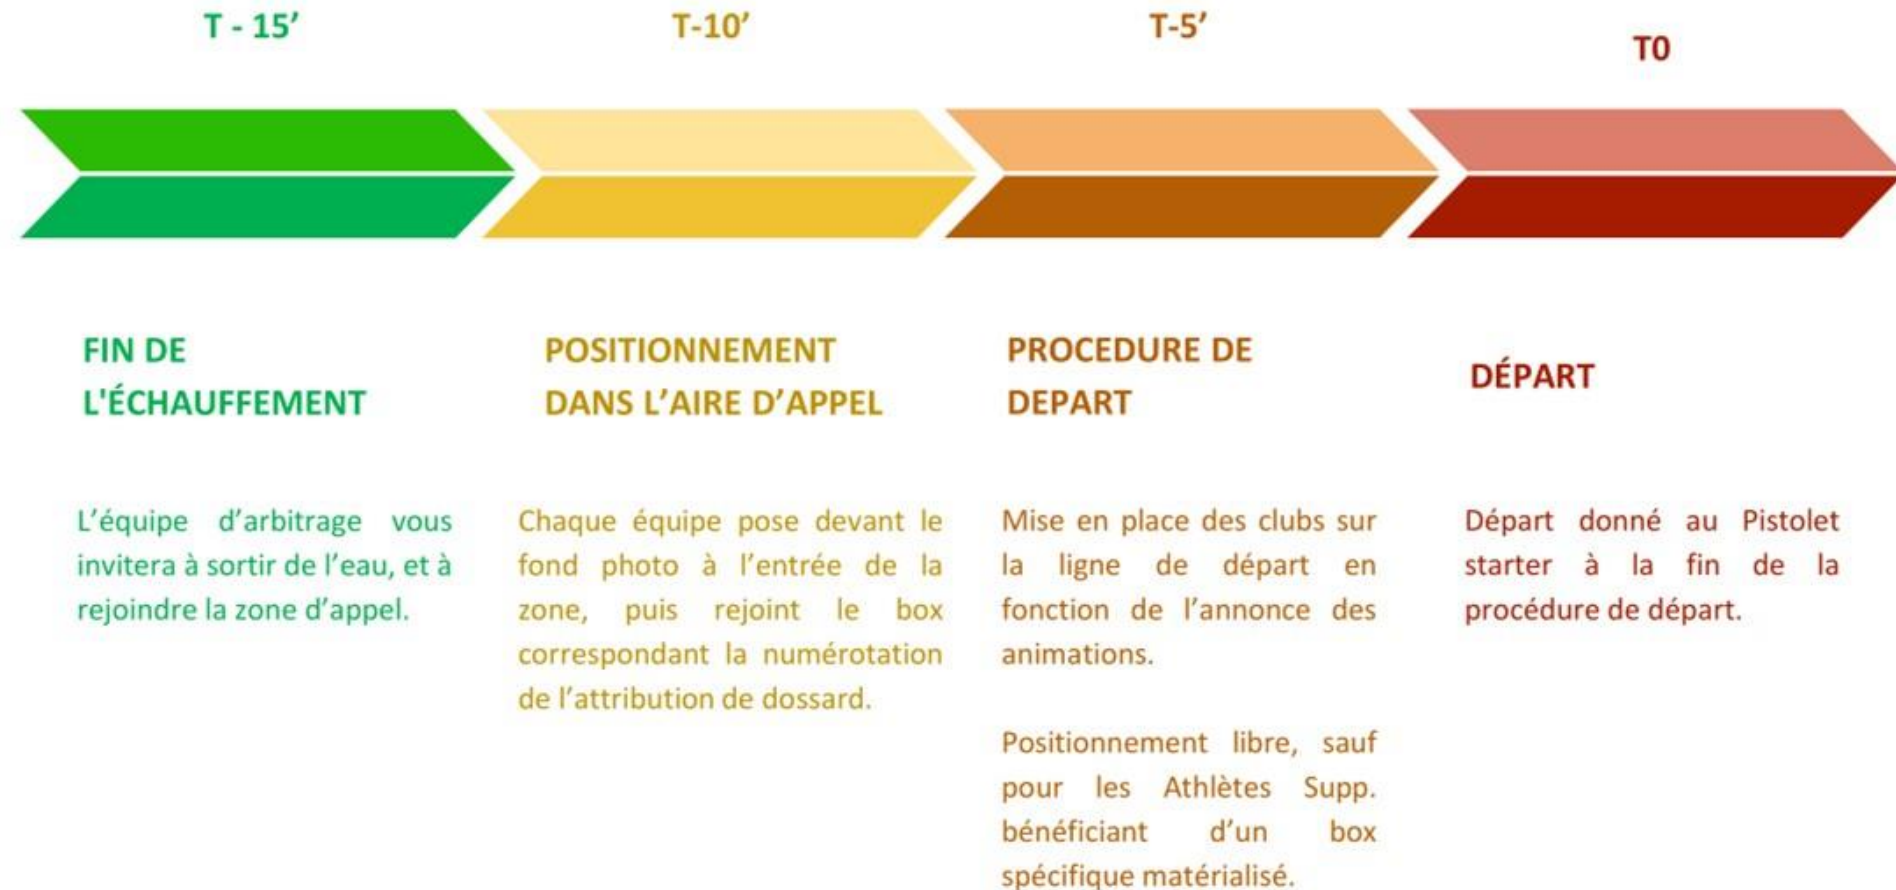 T - 15’
T-10’
T-5’
T0
FIN DE
L'ÉCHAUFFEMENT
L’équipe d’arbitrage vous
invitera à sortir de l’eau, et à
rejoindre la zone d’appel.
POSITIONNEMENT
DANS L’AIRE D’APPEL
Chaque équipe pose devant le
fond photo à l’entrée de la
zone, puis rejoint le box
correspondant la numérotation
de l’attribution de dossard.
PROCEDURE DE
DEPART
Mise en place des clubs sur
la ligne de départ en
fonction de l’annonce des
animations.
Positionnement libre, sauf
pour les Athlètes Supp.
bénéficiant d’un box
spécifique matérialisé.
DÉPART
Départ donné au Pistolet
starter à la fin de la
procédure de départ.